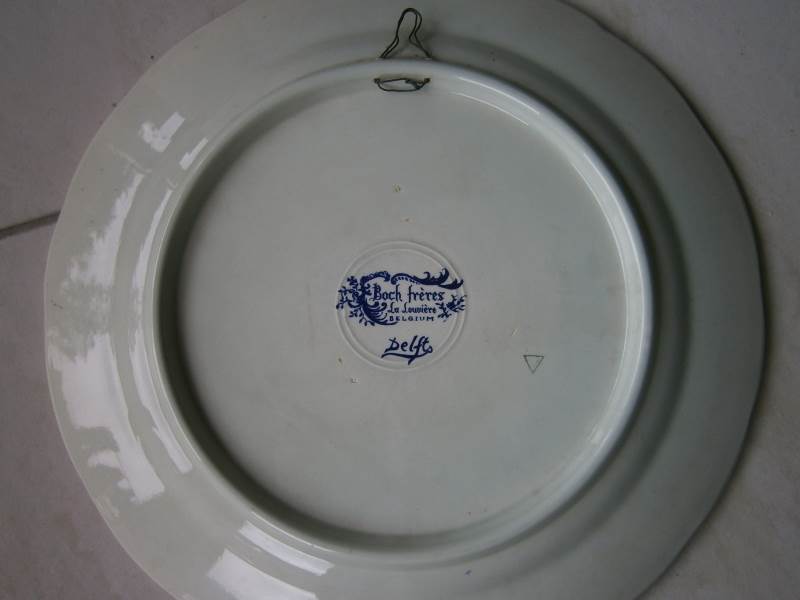 Boch frères
La Louvière
BELGIUM
Delft